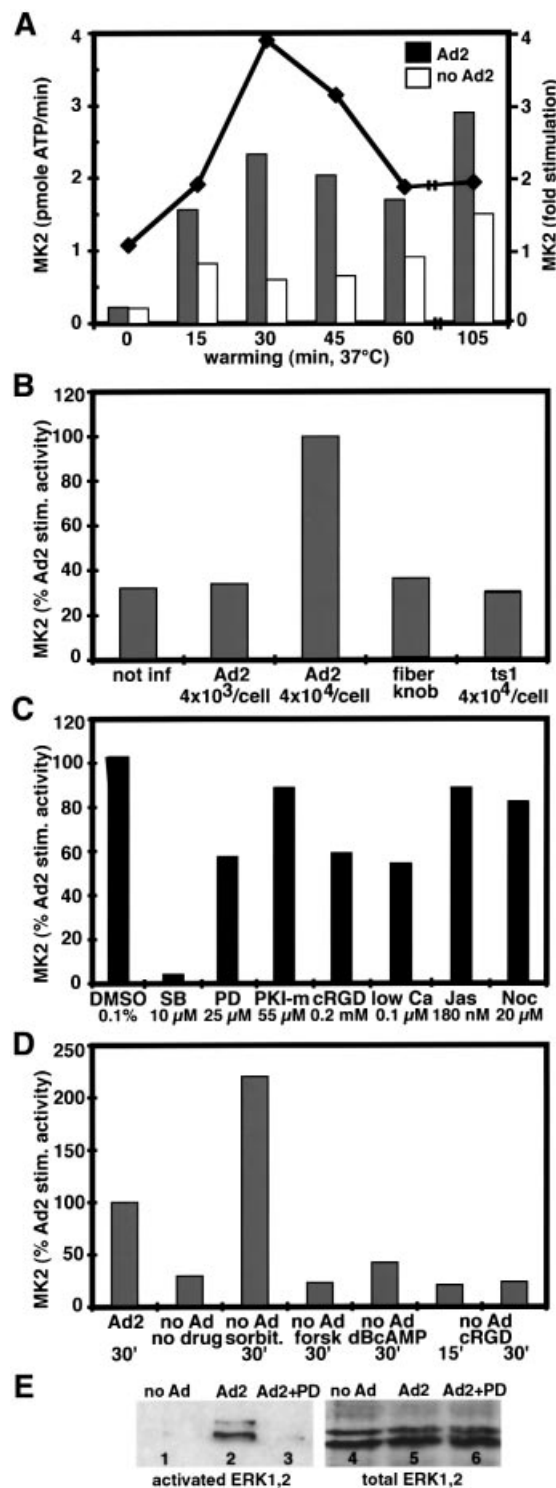 A
MK2 (pmole ATP/min)
4
3
2
1
0
Ad2
no Ad2
4
3
2
1
0
MK2 (fold stimulation)
0 15 30 45 60 105
warming (min, 37°C)
B
MK2 (% Ad2 stim. activity)
120
100
80
60
40
20
0
not inf Ad2 Ad2 fiber ts1
4x10³/cell 4x10⁴/cell knob 4x10⁴/cell
C
MK2 (% Ad2 stim. activity)
120
100
80
60
40
20
0
DMSO SB PD PKI-m cRGD low Ca Jas Noc
0.1% 10 µM 25 µM 55 µM 0.2 mM 0.1 µM 180 nM 20 µM
D
MK2 (% Ad2 stim. activity)
250
200
150
100
50
0
Ad2 no Ad no Ad no Ad no Ad no Ad
no drug sorbit. forsk dBcAMP cRGD
30' 30' 30' 30' 15' 30'
E
no Ad Ad2 Ad2+PD no Ad Ad2 Ad2+PD
1 2 3 4 5 6
activated ERK1,2 total ERK1,2